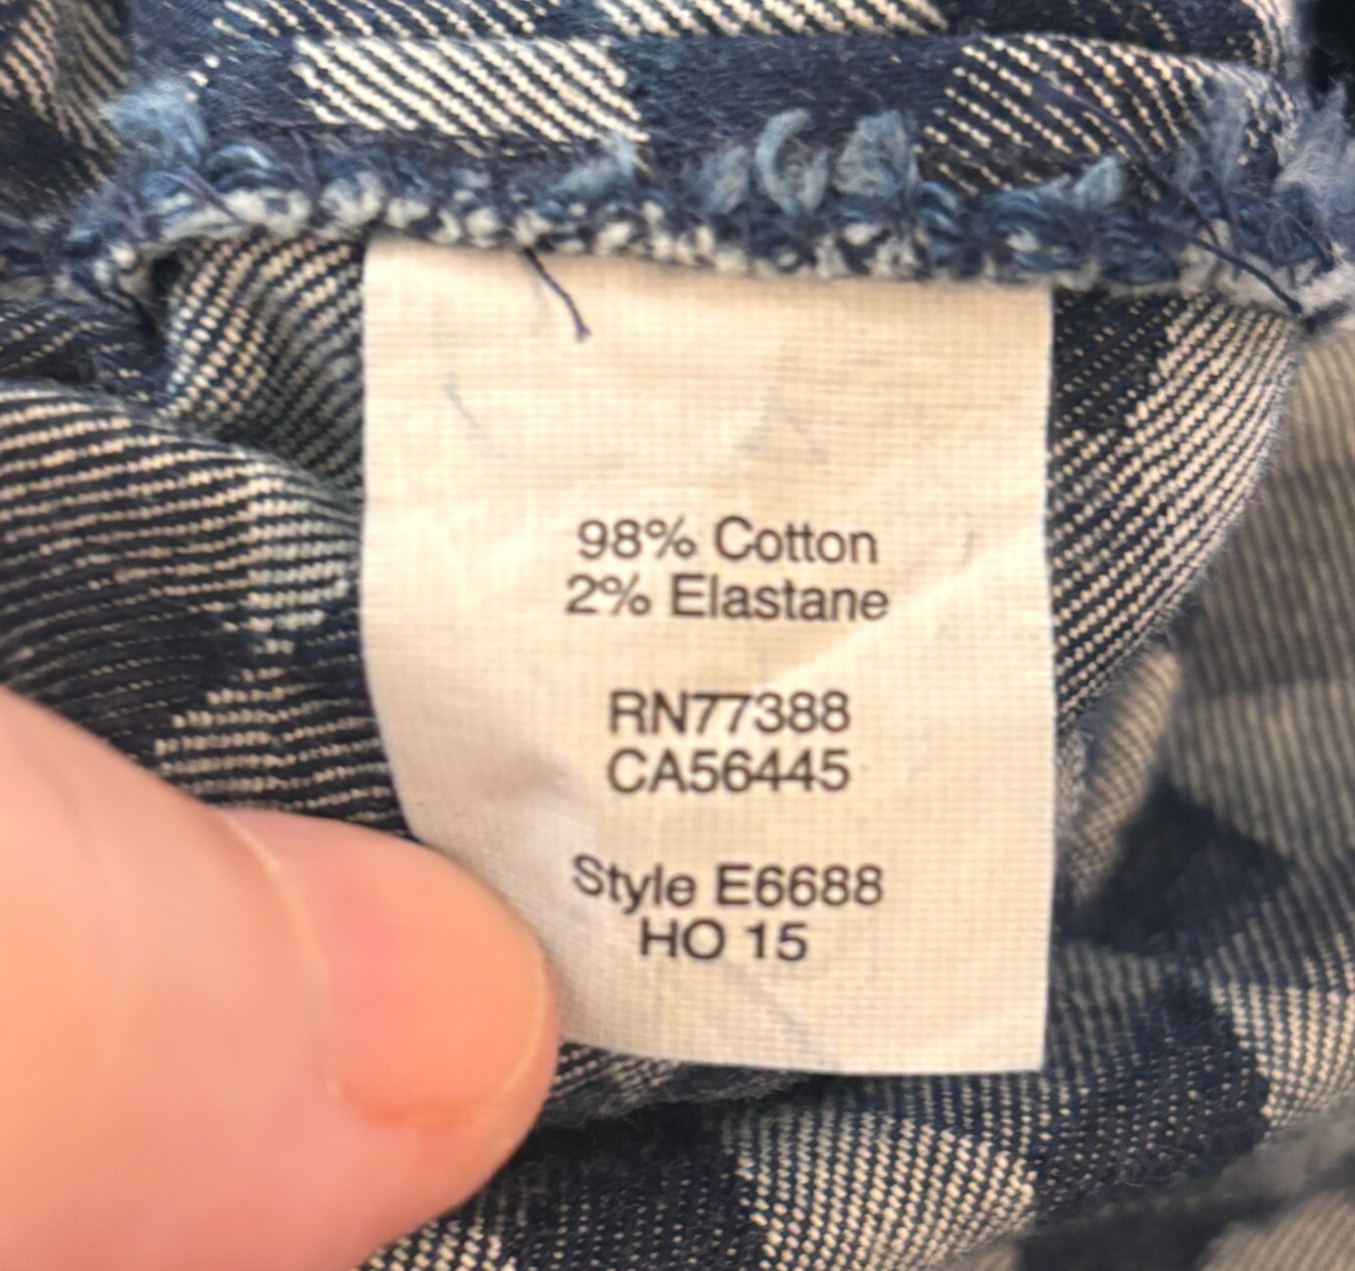 98% Cotton
2% Elastane
RN77388
CA56445
Style E6688
HO 15